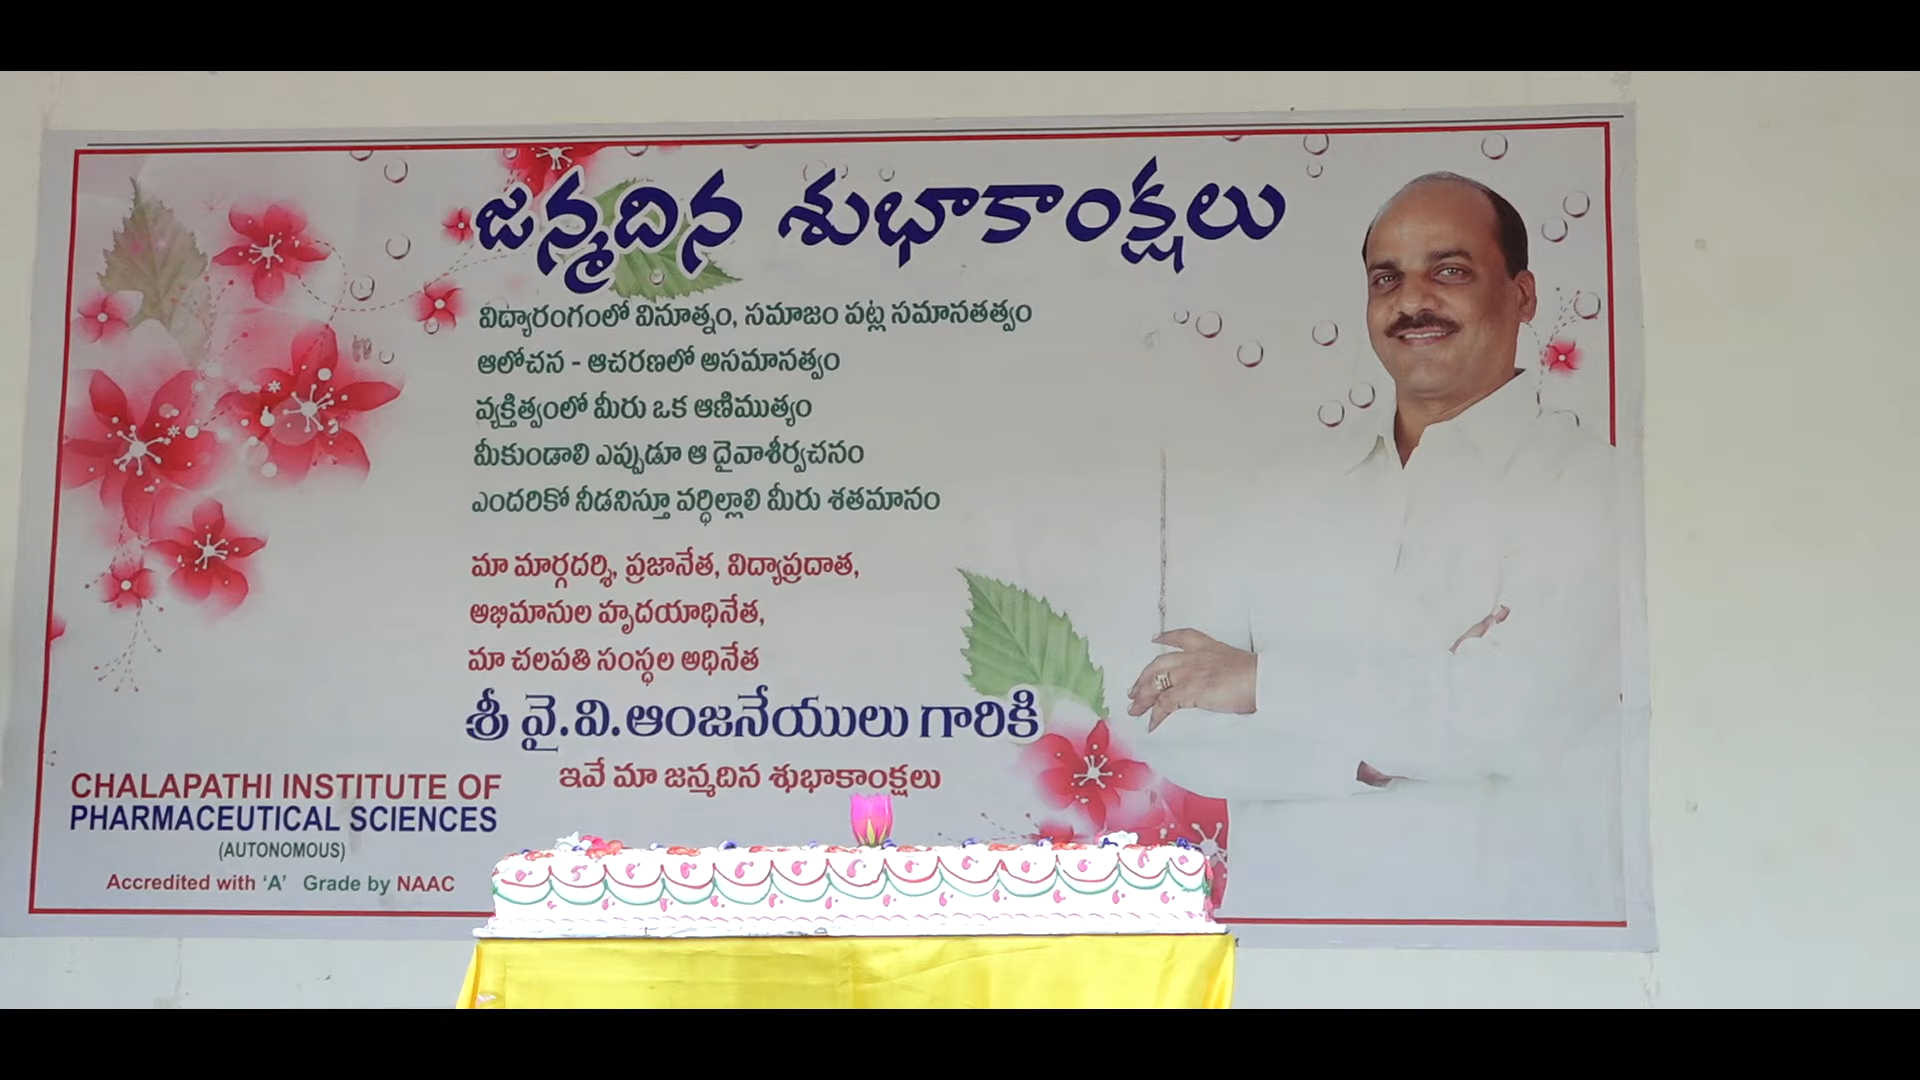 జన్మదిన శుభాకాంక్షలు
విద్యారంగంలో వినూత్నం, సమాజం పట్ల సమానతత్వం
ఆలోచన - ఆచరణలో అసమానత్వం
వ్యక్తిత్వంలో మీరు ఒక ఆణిముత్యం
మీకుండాలి ఎప్పుడూ ఆ దైవాశీర్వచనం
ఎందరికో నీడనిస్తూ వర్ధిల్లాలి మీరు శతమానం
మా మార్గదర్శి, ప్రజానేత, విద్యాప్రదాత,
అభిమానుల హృదయాధినేత,
మా చలపతి సంస్ధల అధినేత
శ్రీ వై.వి.ఆంజనేయులు గారికి
ఇవే మా జన్మదిన శుభాకాంక్షలు
CHALAPATHI INSTITUTE OF
PHARMACEUTICAL SCIENCES
(AUTONOMOUS)
Accredited with ‘A’ Grade by NAAC